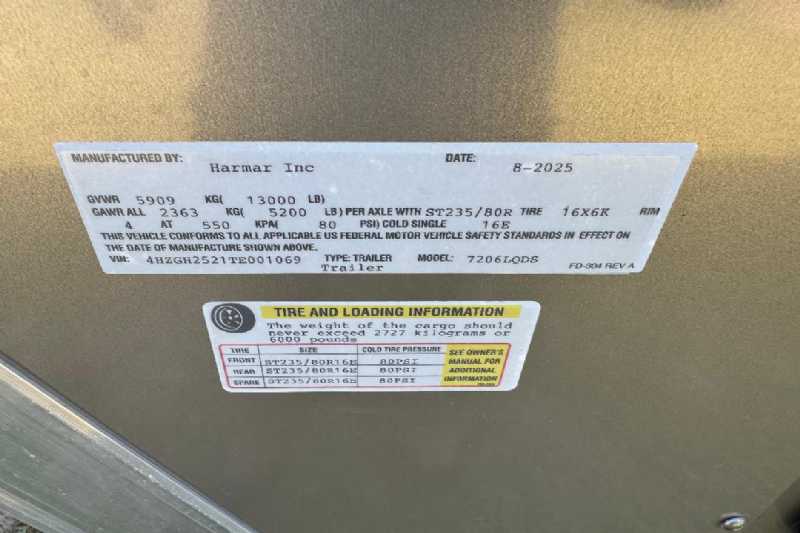 MANUFACTURED BY: Harmar Inc DATE: 8-2025
GVWR 5909 KG( 13000 LB)
GAWR ALL 2363 KG( 5200 LB) PER AXLE WITH ST235/80R TIRE 16X6K RIM
4 AT 550 KPA( 80 PSI) COLD SINGLE 16E
THIS VEHICLE CONFORMS TO ALL APPLICABLE US FEDERAL MOTOR VEHICLE SAFETY STANDARDS IN EFFECT ON
THE DATE OF MANUFACTURE SHOWN ABOVE.
VIN: 4HZGH2521TE001069 TYPE: TRAILER MODEL: 7206LQDS
Trailer FD-304 REV A
TIRE AND LOADING INFORMATION
The weight of the cargo should
never exceed 2727 kilograms or
6000 pounds
TIRE SIZE COLD TIRE PRESSURE
FRONT ST235/80R16E 80PSI
REAR ST235/80R16E 80PSI
SPARE ST235/80R16E 80PSI
SEE OWNER'S
MANUAL FOR
ADDITIONAL
INFORMATION